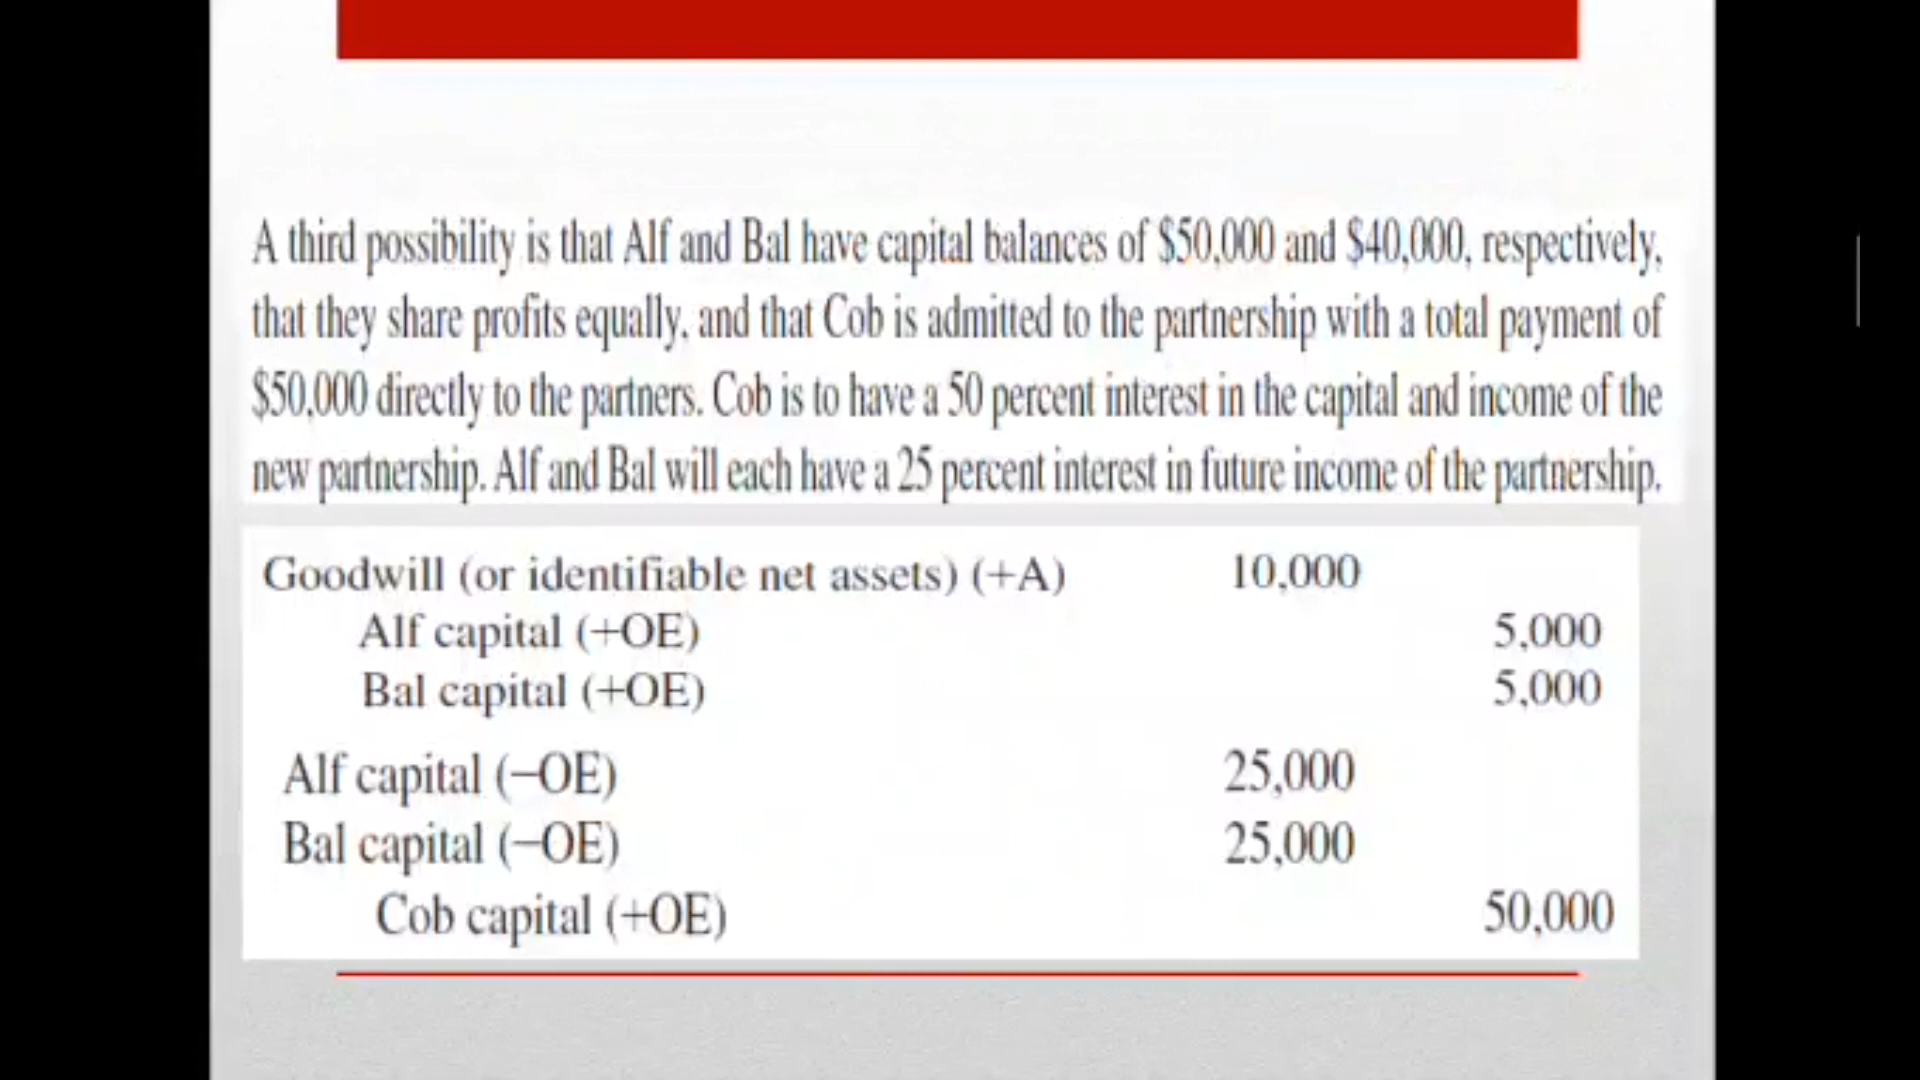 A third possibility is that Alf and Bal have capital balances of $50,000 and $40,000, respectively,
that they share profits equally, and that Cob is admitted to the partnership with a total payment of
$50,000 directly to the partners. Cob is to have a 50 percent interest in the capital and income of the
new partnership. Alf and Bal will each have a 25 percent interest in future income of the partnership.
Goodwill (or identifiable net assets) (+A) 10,000
Alf capital (+OE) 5,000
Bal capital (+OE) 5,000
Alf capital (−OE) 25,000
Bal capital (−OE) 25,000
Cob capital (+OE) 50,000